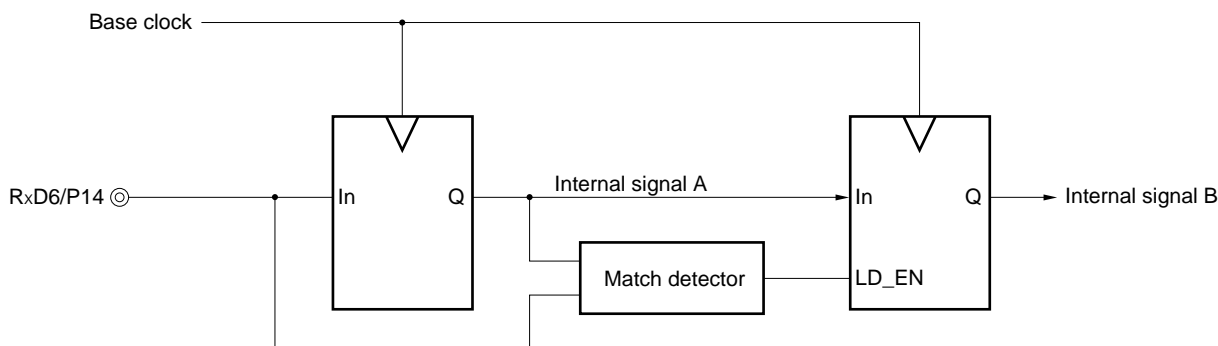 Base clock
RxD6/P14
In
Q
Internal signal A
In
Q
Internal signal B
Match detector
LD_EN